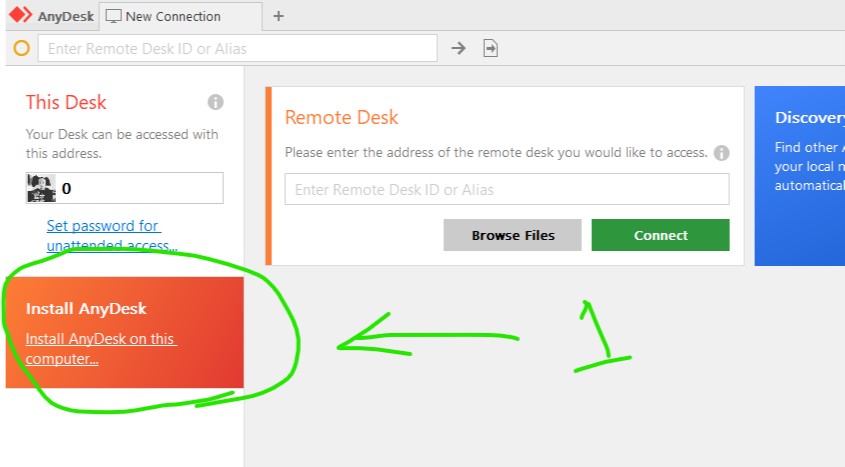 AnyDesk New Connection +
Enter Remote Desk ID or Alias
This Desk
Your Desk can be accessed with
this address.
0
Set password for
unattended access...
Install AnyDesk
Install AnyDesk on this
computer...
Remote Desk
Please enter the address of the remote desk you would like to access.
Enter Remote Desk ID or Alias
Browse Files Connect
Discovery
Find other A
your local n
automatical
1